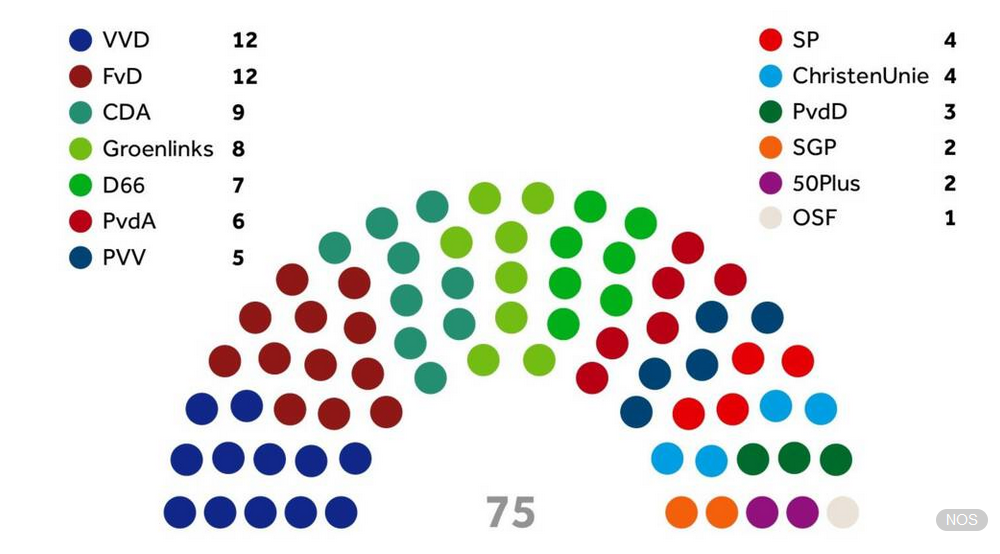 VVD 12
FvD 12
CDA 9
Groenlinks 8
D66 7
PvdA 6
PVV 5
SP 4
ChristenUnie 4
PvdD 3
SGP 2
50Plus 2
OSF 1
75
NOS